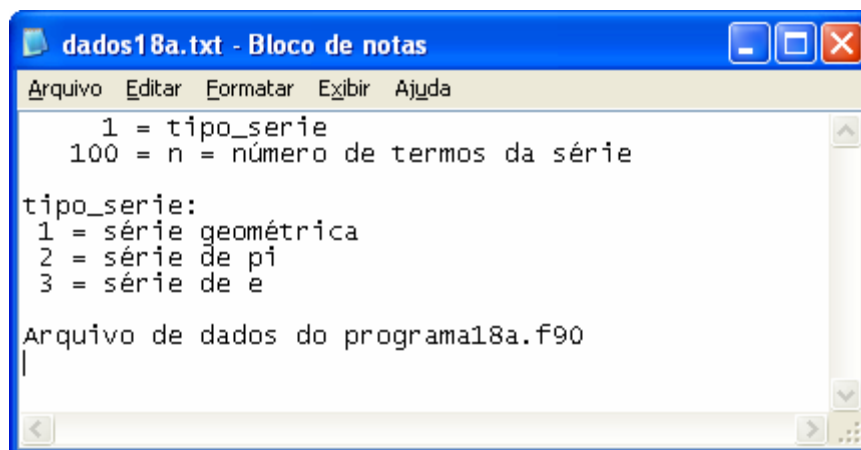 dados18a.txt - Bloco de notas
Arquivo Editar Formatar Exibir Ajuda
1 = tipo_serie
100 = n = número de termos da série
tipo_serie:
1 = série geométrica
2 = série de pi
3 = série de e
Arquivo de dados do programa18a.f90